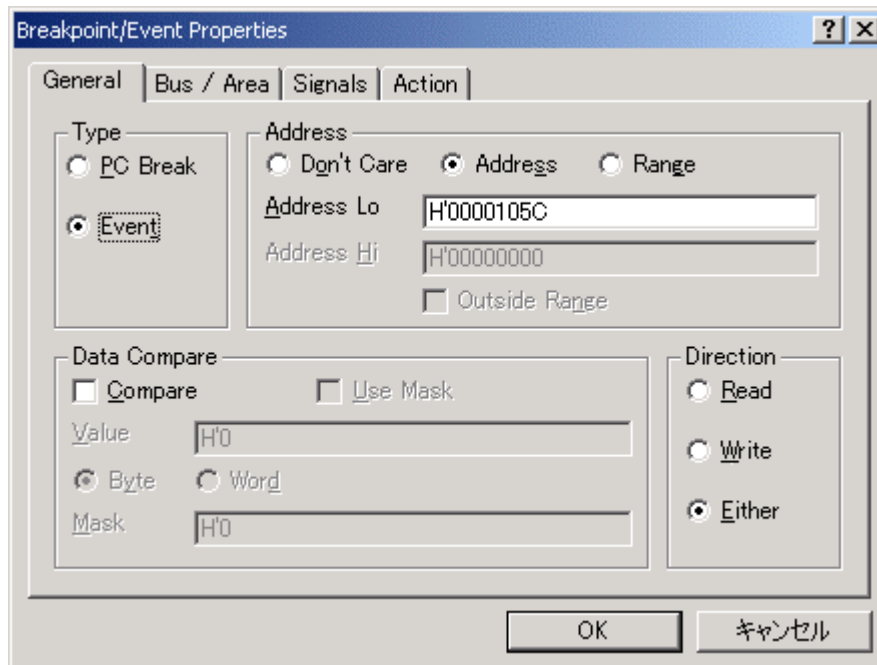 Breakpoint/Event Properties
General
Bus / Area
Signals
Action
Type
PC Break
Event
Address
Don't Care
Address
Range
Address Lo
H'0000105C
Address Hi
H'00000000
Outside Range
Data Compare
Compare
Use Mask
Value
H'0
Byte
Word
Mask
H'0
Direction
Read
Write
Either
OK
キャンセル